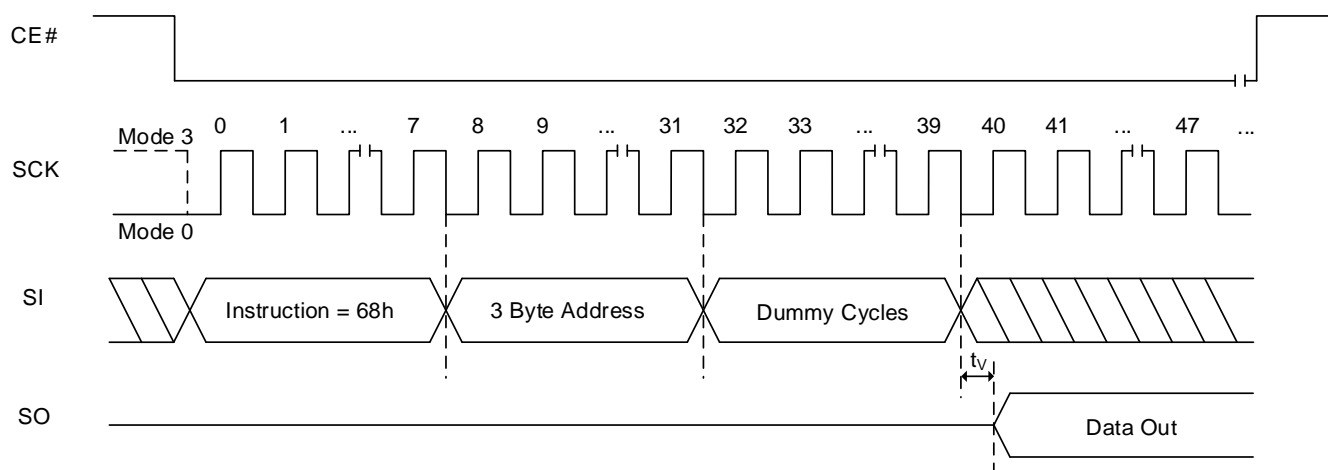 CE#
0 1 ... 7 8 9 ... 31 32 33 ... 39 40 41 ... 47 ...
Mode 3
SCK
Mode 0
SI Instruction = 68h 3 Byte Address Dummy Cycles
tV
SO Data Out